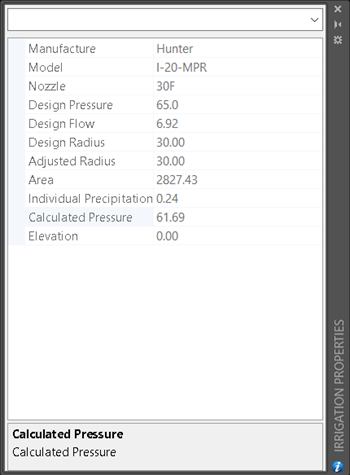 Manufacture Hunter
Model I-20-MPR
Nozzle 30F
Design Pressure 65.0
Design Flow 6.92
Design Radius 30.00
Adjusted Radius 30.00
Area 2827.43
Individual Precipitation 0.24
Calculated Pressure 61.69
Elevation 0.00
Calculated Pressure
Calculated Pressure
IRRIGATION PROPERTIES